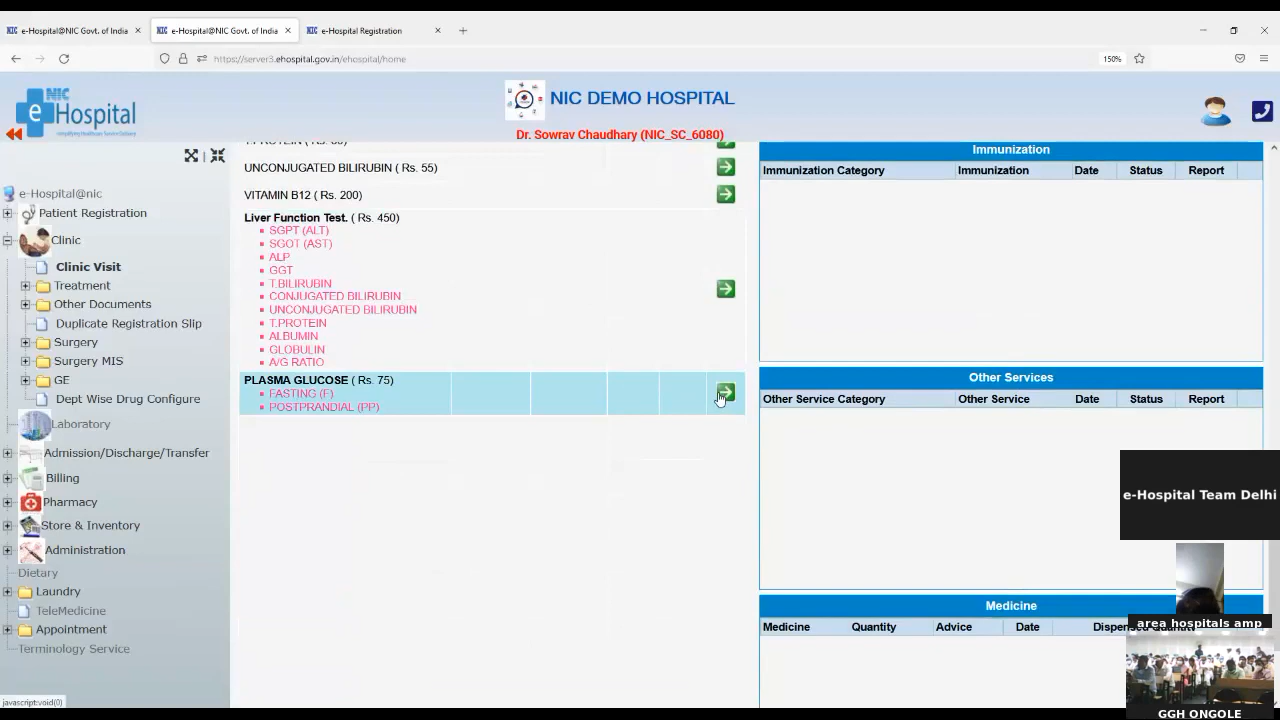 e-Hospital@NIC Govt. of India
e-Hospital@NIC Govt. of India
e-Hospital Registration
https://server3.ehospital.gov.in/ehospital/home
150%
NIC
eHospital
NIC DEMO HOSPITAL
Dr. Sowrav Chaudhary (NIC_SC_6080)
e-Hospital@nic
Patient Registration
Clinic
Clinic Visit
Treatment
Other Documents
Duplicate Registration Slip
Surgery
Surgery MIS
GE
Dept Wise Drug Configure
Laboratory
Admission/Discharge/Transfer
Billing
Pharmacy
Store & Inventory
Administration
Dietary
Laundry
TeleMedicine
Appointment
Terminology Service
javascript:void(0)
UNCONJUGATED BILIRUBIN ( Rs. 55)
VITAMIN B12 ( Rs. 200)
Liver Function Test. ( Rs. 450)
SGPT (ALT)
SGOT (AST)
ALP
GGT
T.BILIRUBIN
CONJUGATED BILIRUBIN
UNCONJUGATED BILIRUBIN
T.PROTEIN
ALBUMIN
GLOBULIN
A/G RATIO
PLASMA GLUCOSE ( Rs. 75)
FASTING (F)
POSTPRANDIAL (PP)
Immunization
Immunization Category Immunization Date Status Report
Other Services
Other Service Category Other Service Date Status Report
Medicine
Medicine Quantity Advice Date
e-Hospital Team Delhi
area hospitals amp
GGH ONGOLE